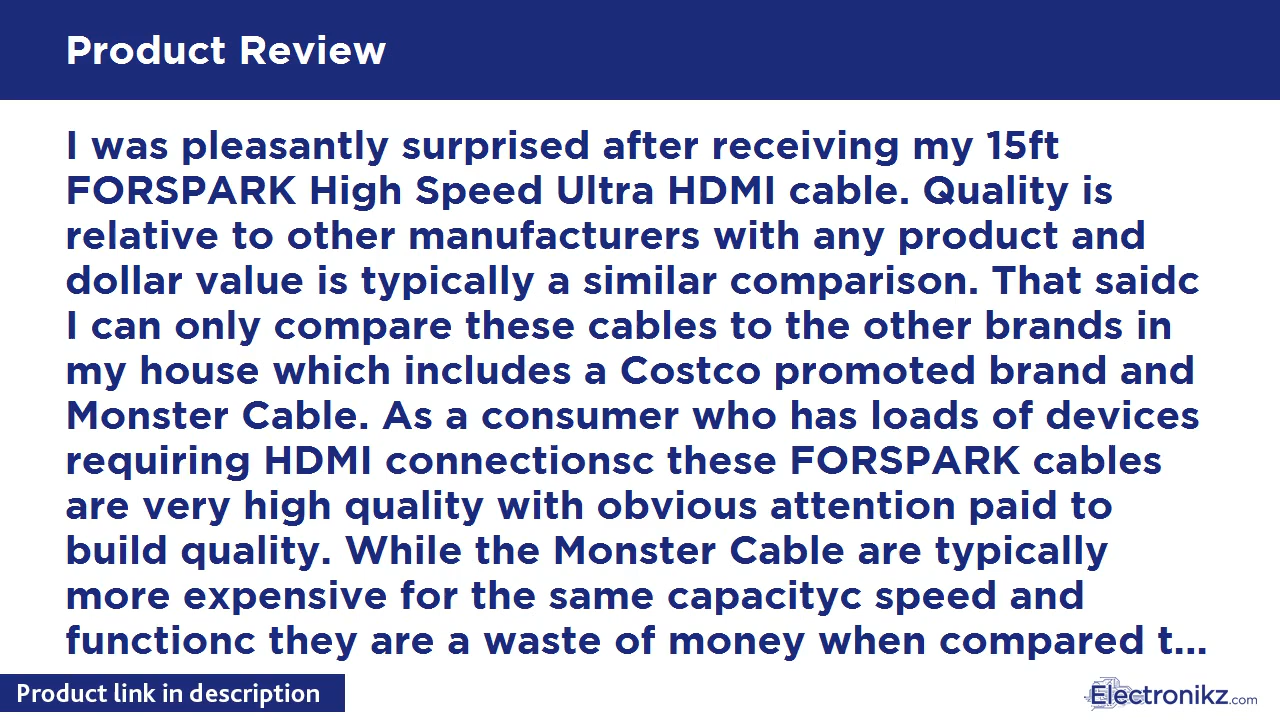 Product Review
I was pleasantly surprised after receiving my 15ft
FORSPARK High Speed Ultra HDMI cable. Quality is
relative to other manufacturers with any product and
dollar value is typically a similar comparison. That saidc
I can only compare these cables to the other brands in
my house which includes a Costco promoted brand and
Monster Cable. As a consumer who has loads of devices
requiring HDMI connectionsc these FORSPARK cables
are very high quality with obvious attention paid to
build quality. While the Monster Cable are typically
more expensive for the same capacityc speed and
functionc they are a waste of money when compared t...
Product link in description
Electronikz.com